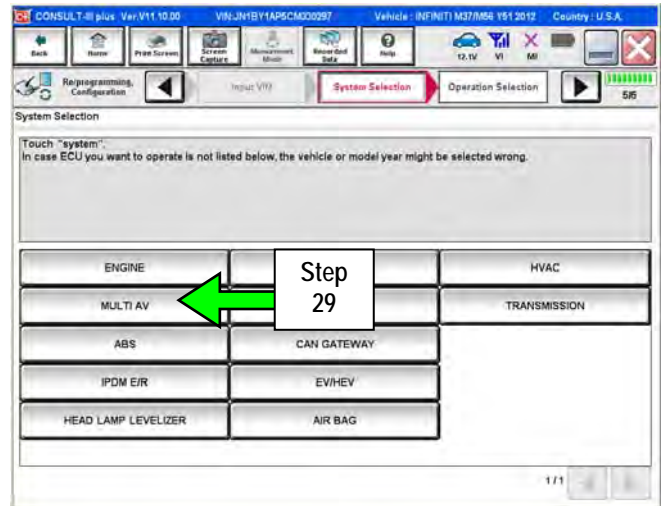 CONSULT-III plus Ver.V11.10.00 VIN:JN1BY1AP5CM000297 Vehicle : INFINITI M37/M56 Y51 2012 Country : U.S.A.
Back Home Print Screen Screen Capture Measurement Mode Recorded Data Help 12.1V VI MI
Re/programming, Configuration Input VIN System Selection Operation Selection 5/6
System Selection
Touch "system".
In case ECU you want to operate is not listed below, the vehicle or model year might be selected wrong.
ENGINE HVAC
MULTI AV TRANSMISSION
Step
29
ABS CAN GATEWAY
IPDM E/R EV/HEV
HEAD LAMP LEVELIZER AIR BAG
1/1